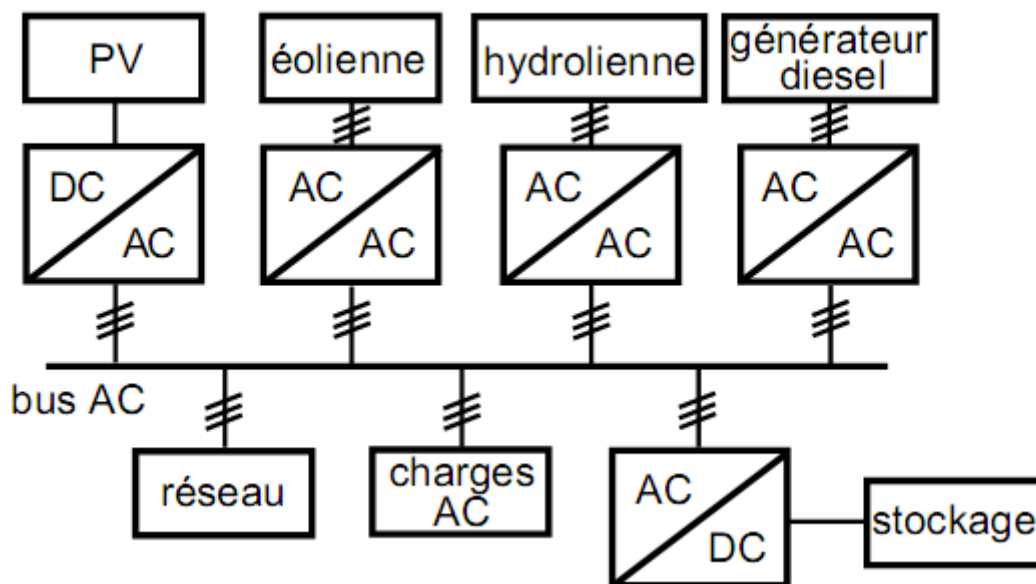 PV
éolienne
hydrolienne
générateur
diesel
DC
AC
AC
AC
AC
AC
AC
AC
bus AC
réseau
charges
AC
AC
DC
stockage